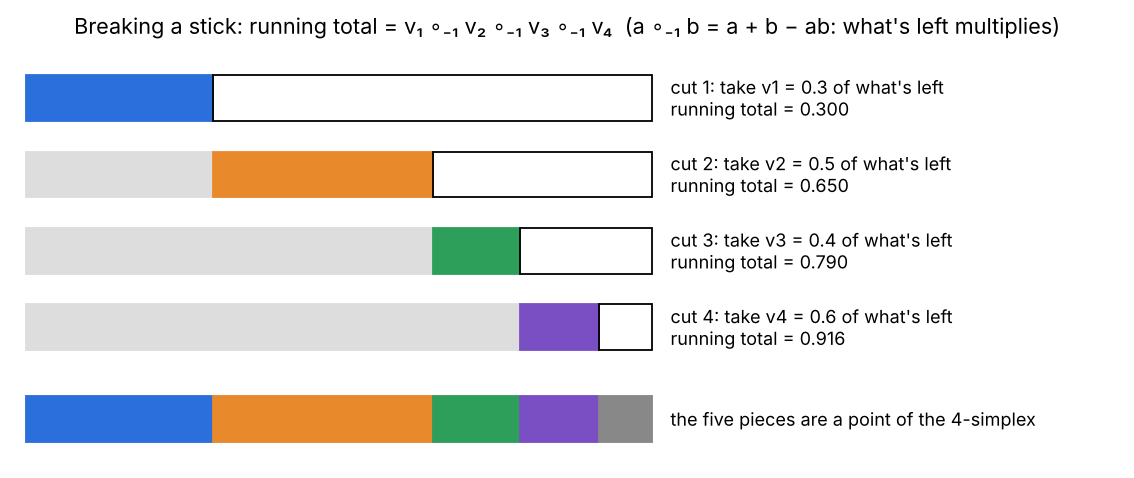 Breaking a stick: running total = v₁ ∘₋₁ v₂ ∘₋₁ v₃ ∘₋₁ v₄  (a ∘₋₁ b = a + b − ab: what's left multiplies)
cut 1: take v1 = 0.3 of what's left
running total = 0.300
cut 2: take v2 = 0.5 of what's left
running total = 0.650
cut 3: take v3 = 0.4 of what's left
running total = 0.790
cut 4: take v4 = 0.6 of what's left
running total = 0.916
the five pieces are a point of the 4-simplex